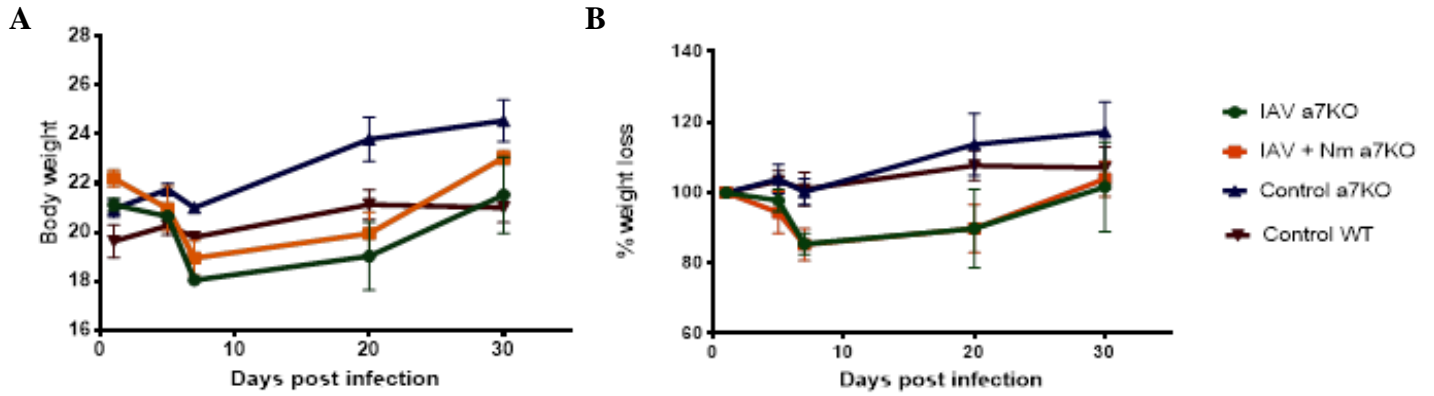 A
Body weight
28
26
24
22
20
18
16
0 10 20 30
Days post infection
B
% weight loss
140
120
100
80
60
0 10 20 30
Days post infection
IAV a7KO
IAV + Nm a7KO
Control a7KO
Control WT